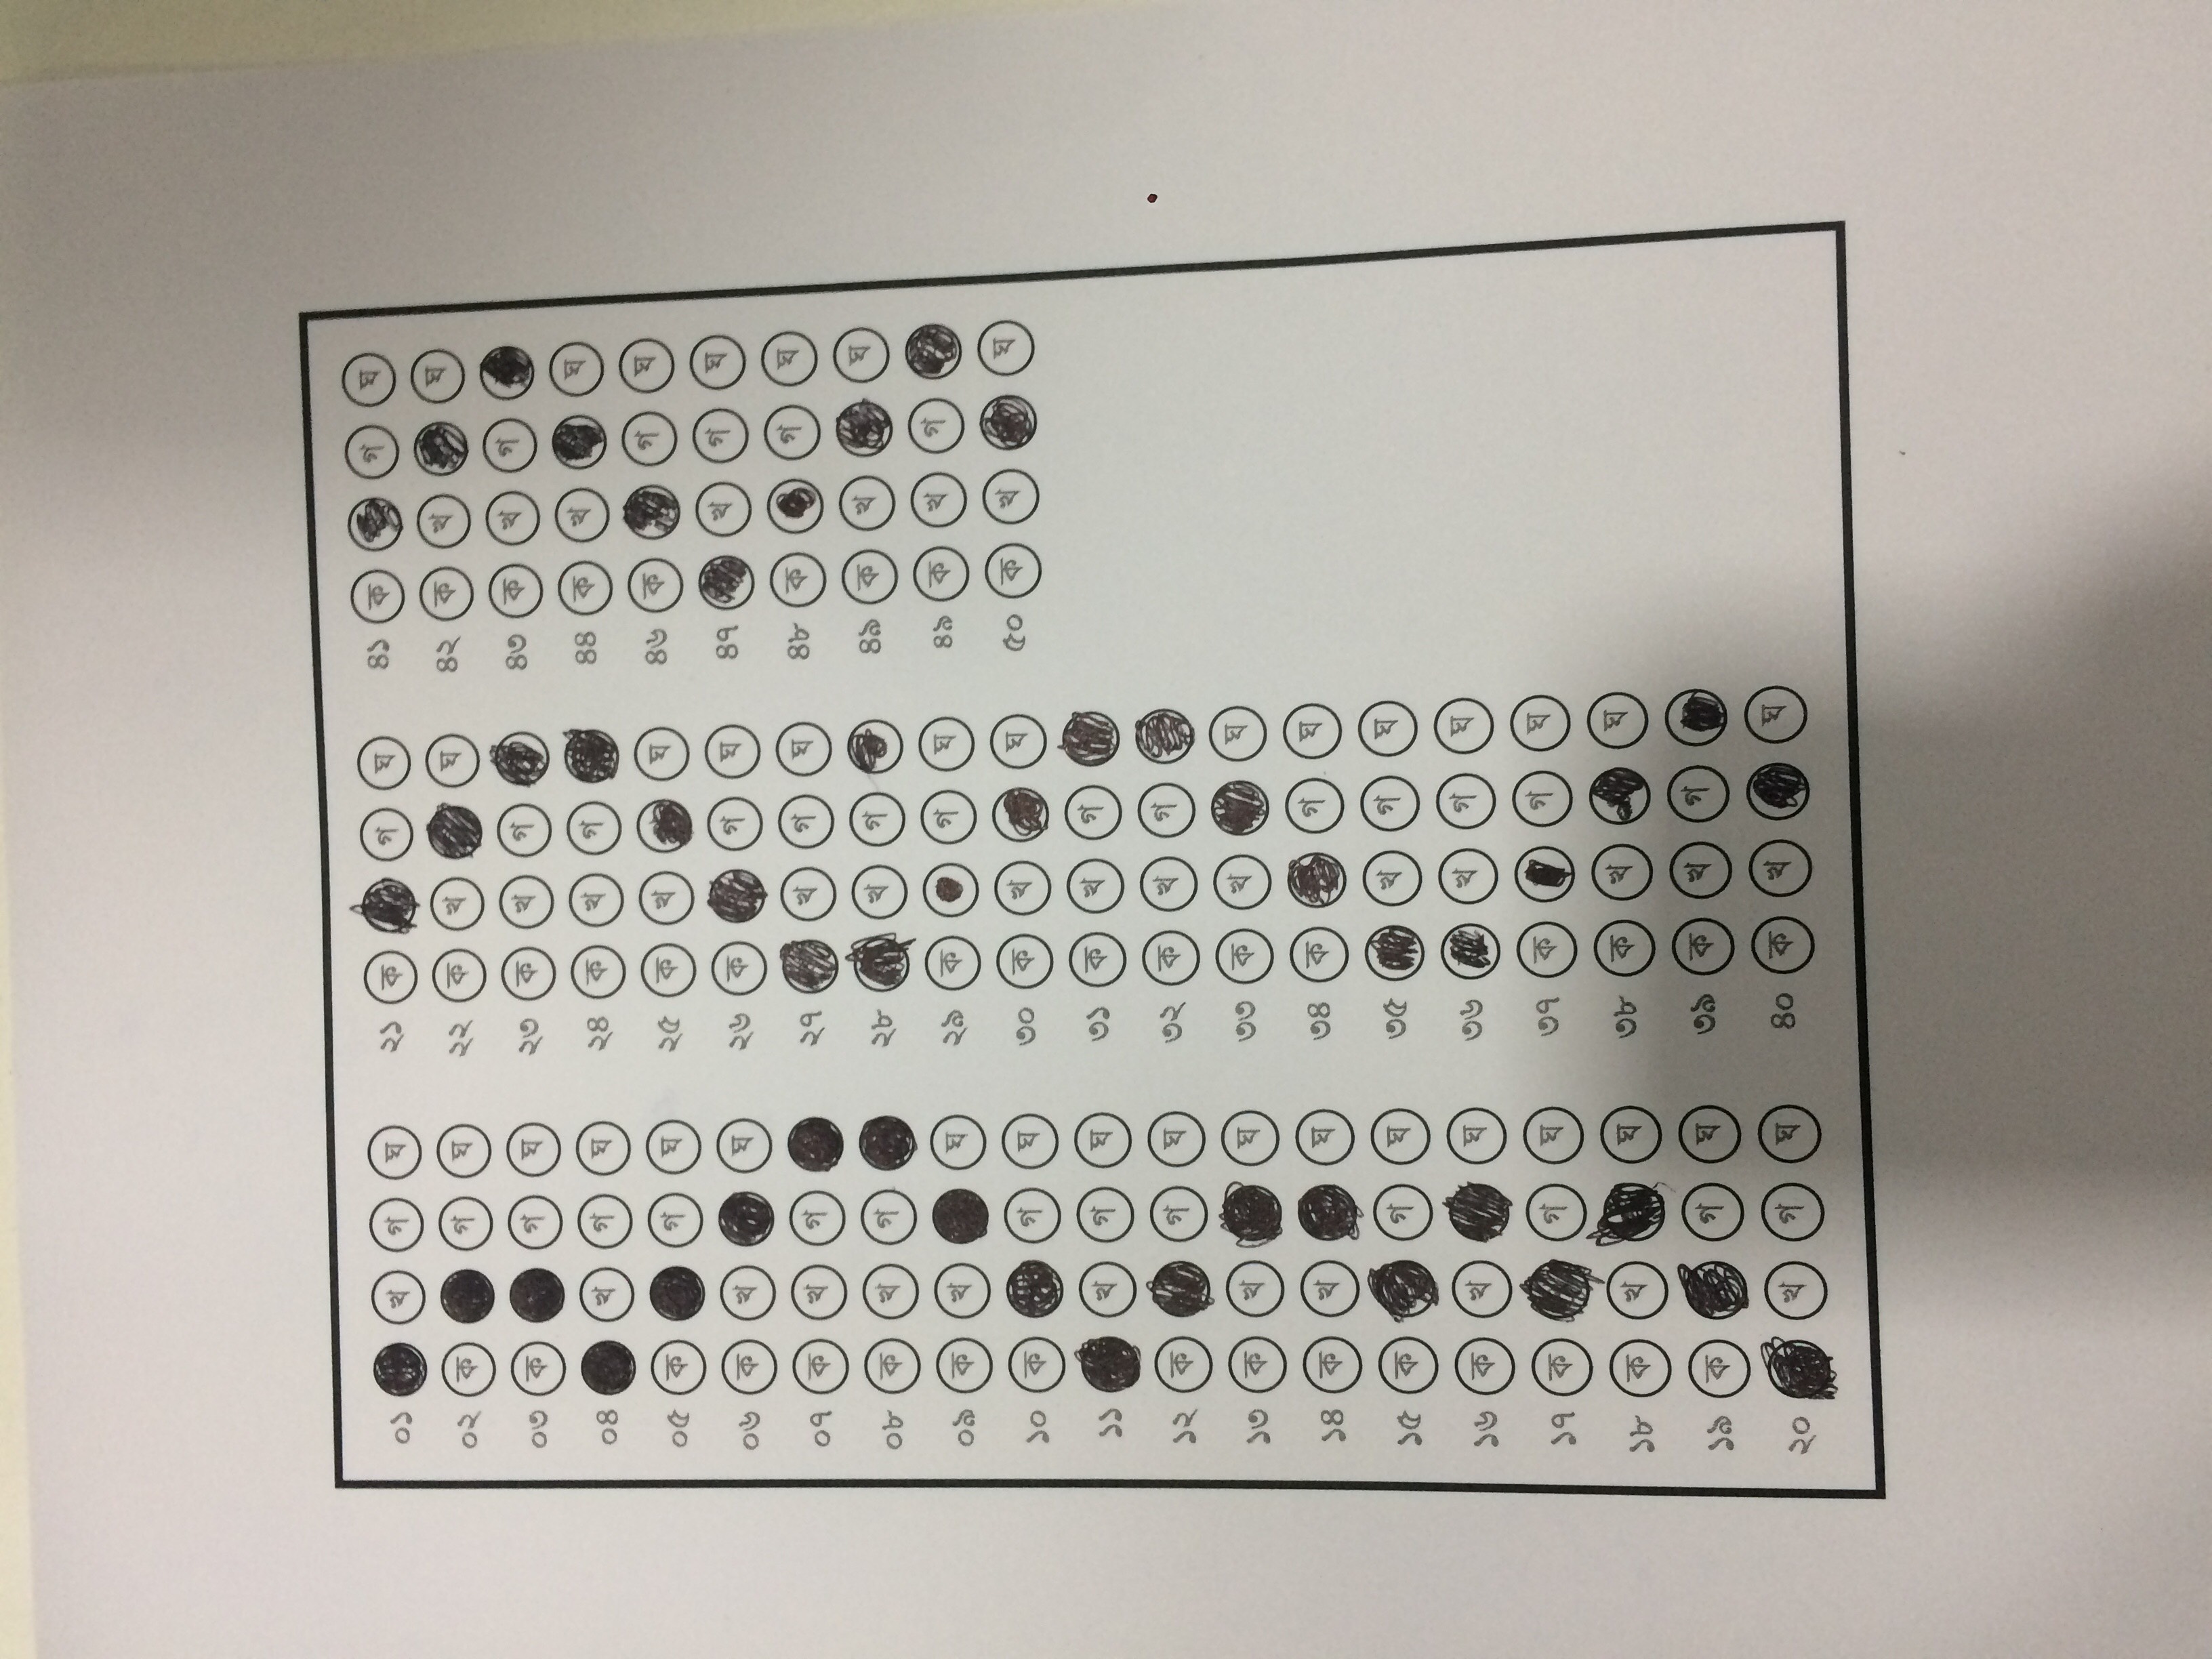 ০১ খ গ ঘ
০২ ক গ ঘ
০৩ ক গ ঘ
০৪ খ গ ঘ
০৫ ক গ ঘ
০৬ ক খ ঘ
০৭ ক খ গ
০৮ ক খ গ
০৯ ক খ ঘ
১০ ক গ ঘ
১১ খ গ ঘ
১২ ক গ ঘ
১৩ ক খ ঘ
১৪ ক খ ঘ
১৫ ক গ ঘ
১৬ ক খ ঘ
১৭ ক গ ঘ
১৮ ক খ ঘ
১৯ ক গ ঘ
২০ খ গ ঘ
২১ ক গ ঘ
২২ ক খ ঘ
২৩ ক খ গ
২৪ ক খ গ
২৫ ক খ ঘ
২৬ ক গ ঘ
২৭ খ গ ঘ
২৮ খ গ
২৯ ক গ ঘ
৩০ ক খ ঘ
৩১ ক খ গ
৩২ ক খ গ
৩৩ ক খ ঘ
৩৪ ক গ ঘ
৩৫ খ গ ঘ
৩৬ খ গ ঘ
৩৭ ক গ ঘ
৩৮ ক খ ঘ
৩৯ ক খ গ
৪০ ক খ ঘ
৪১ ক গ ঘ
৪২ ক খ ঘ
৪৩ ক খ গ
৪৪ ক খ ঘ
৪৬ ক গ ঘ
৪৭ খ গ ঘ
৪৮ ক গ ঘ
৪৯ ক খ ঘ
৪৯ ক খ গ
৫০ ক খ ঘ